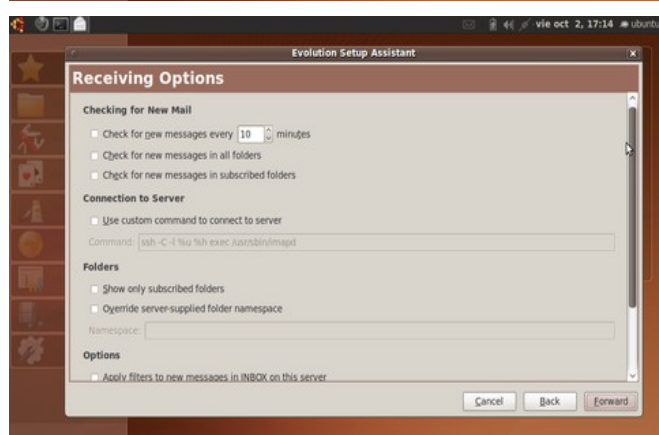 vie oct 2, 17:14 ubuntu
Evolution Setup Assistant
Receiving Options
Checking for New Mail
Check for new messages every 10 minutes
Check for new messages in all folders
Check for new messages in subscribed folders
Connection to Server
Use custom command to connect to server
Command: ssh -C -l %u %h exec /usr/sbin/imapd
Folders
Show only subscribed folders
Override server-supplied folder namespace
Namespace:
Options
Apply filters to new messages in INBOX on this server
Cancel Back Forward